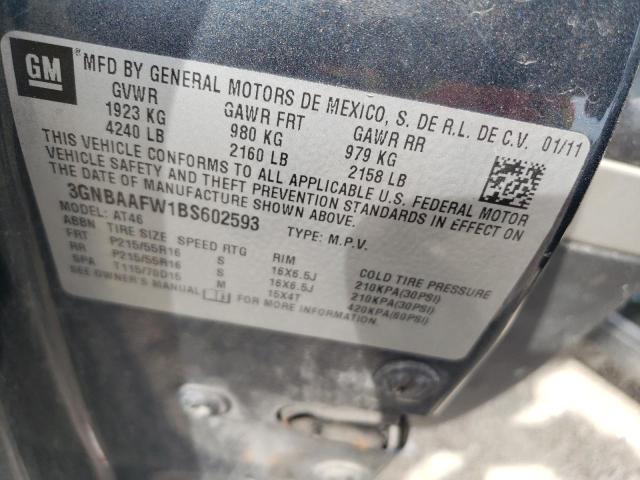 GM
MFD BY GENERAL MOTORS DE MEXICO, S. DE R.L. DE C.V. 01/11
GVWR GAWR FRT GAWR RR
1923 KG 980 KG 979 KG
4240 LB 2160 LB 2158 LB
THIS VEHICLE CONFORMS TO ALL APPLICABLE U.S. FEDERAL MOTOR
VEHICLE SAFETY AND THEFT PREVENTION STANDARDS IN EFFECT ON
THE DATE OF MANUFACTURE SHOWN ABOVE.
3GNBAAFW1BS602593 TYPE: M.P.V.
MODEL: AT46
ABBN TIRE SIZE SPEED RTG RIM COLD TIRE PRESSURE
FRT P215/55R16 S 16X6.5J 210KPA(30PSI)
RR P215/55R16 S 16X6.5J 210KPA(30PSI)
SPA T115/70D15 M 15X4T 420KPA(60PSI)
SEE OWNER'S MANUAL FOR MORE INFORMATION.